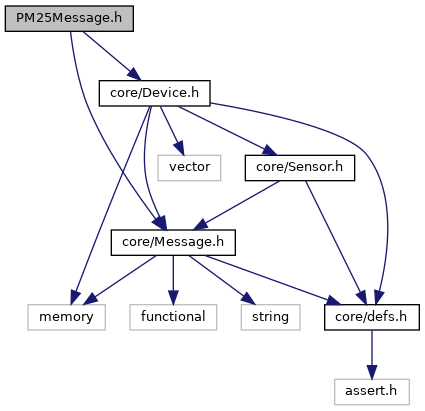 PM25Message.h
core/Device.h
vector
core/Sensor.h
core/Message.h
memory
functional
string
core/defs.h
assert.h